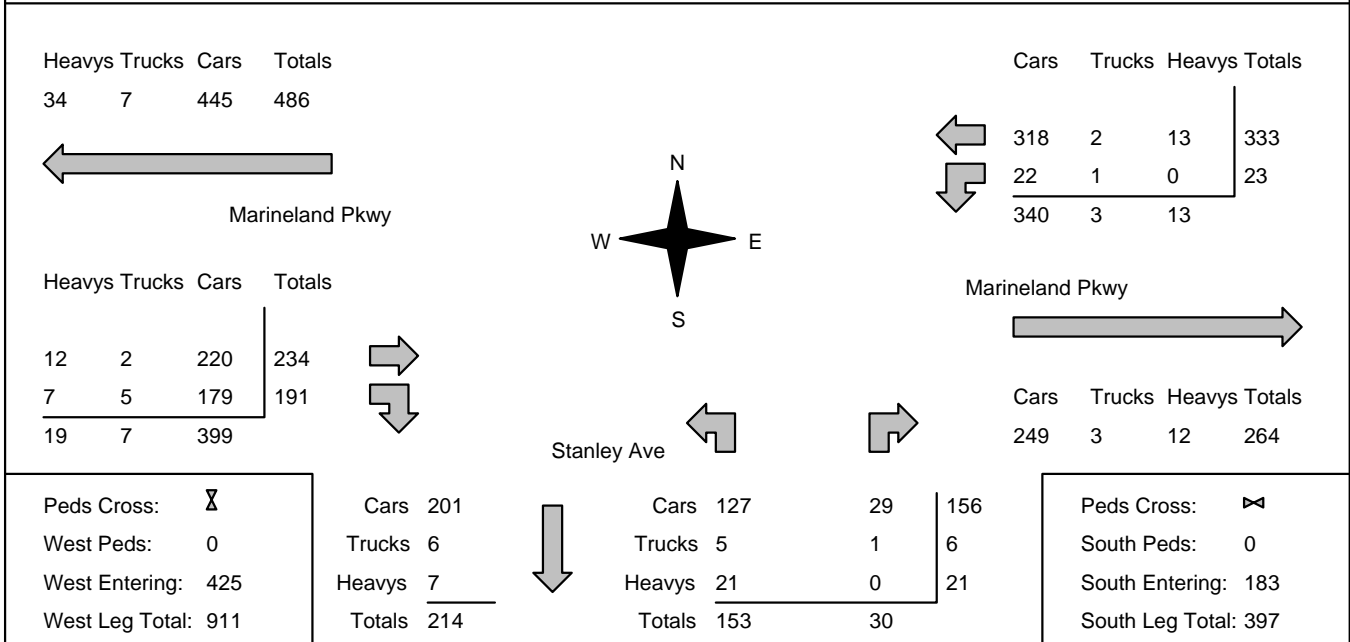 Heavys Trucks Cars Totals
34 7 445 486
Marineland Pkwy
Heavys Trucks Cars Totals
12 2 220 234
7 5 179 191
19 7 399
N
W E
S
Cars Trucks Heavys Totals
318 2 13 333
22 1 0 23
340 3 13
Marineland Pkwy
Cars Trucks Heavys Totals
249 3 12 264
Stanley Ave
Peds Cross:
West Peds: 0
West Entering: 425
West Leg Total: 911
Cars 201
Trucks 6
Heavys 7
Totals 214
Cars 127 29 156
Trucks 5 1 6
Heavys 21 0 21
Totals 153 30
Peds Cross:
South Peds: 0
South Entering: 183
South Leg Total: 397